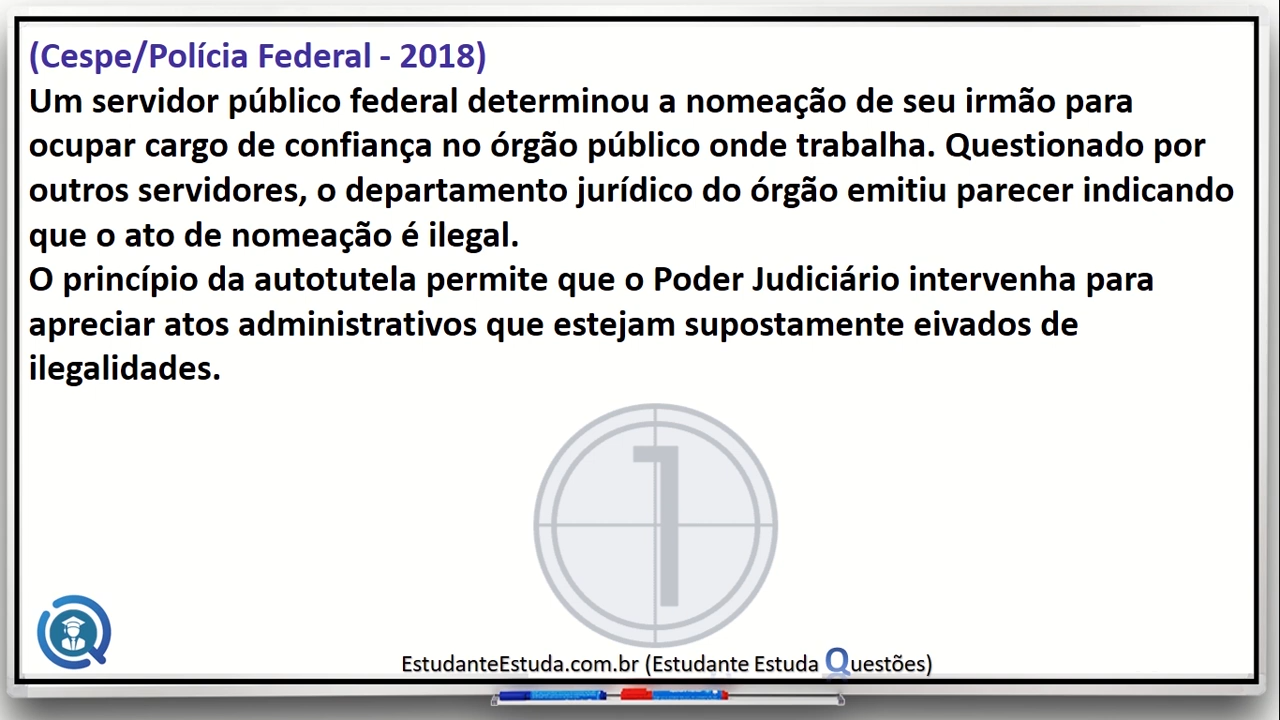 (Cespe/Polícia Federal - 2018)
Um servidor público federal determinou a nomeação de seu irmão para
ocupar cargo de confiança no órgão público onde trabalha. Questionado por
outros servidores, o departamento jurídico do órgão emitiu parecer indicando
que o ato de nomeação é ilegal.
O princípio da autotutela permite que o Poder Judiciário intervenha para
apreciar atos administrativos que estejam supostamente eivados de
ilegalidades.
1
EstudanteEstuda.com.br (Estudante Estuda Questões)